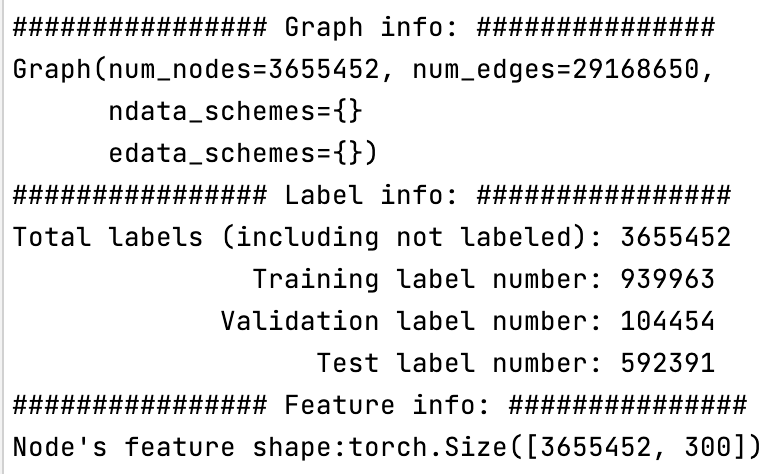 ################ Graph info: ###############
Graph(num_nodes=3655452, num_edges=29168650,
      ndata_schemes={}
      edata_schemes={})
################ Label info: ################
Total labels (including not labeled): 3655452
               Training label number: 939963
             Validation label number: 104454
                   Test label number: 592391
################ Feature info: ###############
Node's feature shape:torch.Size([3655452, 300])